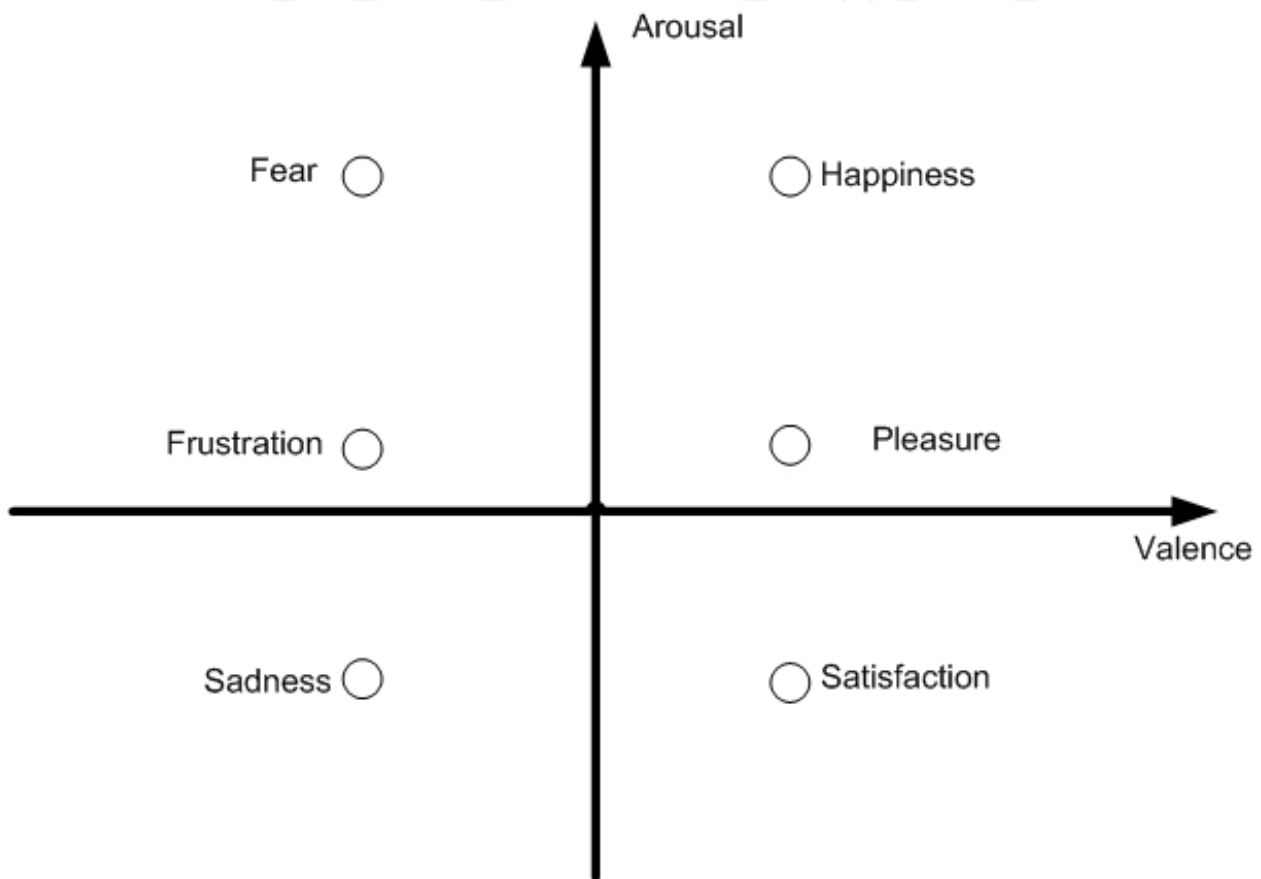 Arousal
Fear
Happiness
Frustration
Pleasure
Valence
Sadness
Satisfaction